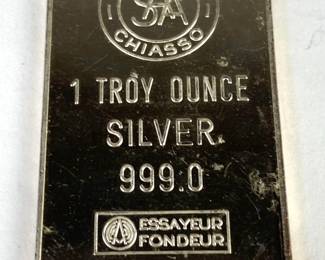 CHIASSO
1 TROY OUNCE
SILVER
999.0
ESSAYEUR
FONDEUR